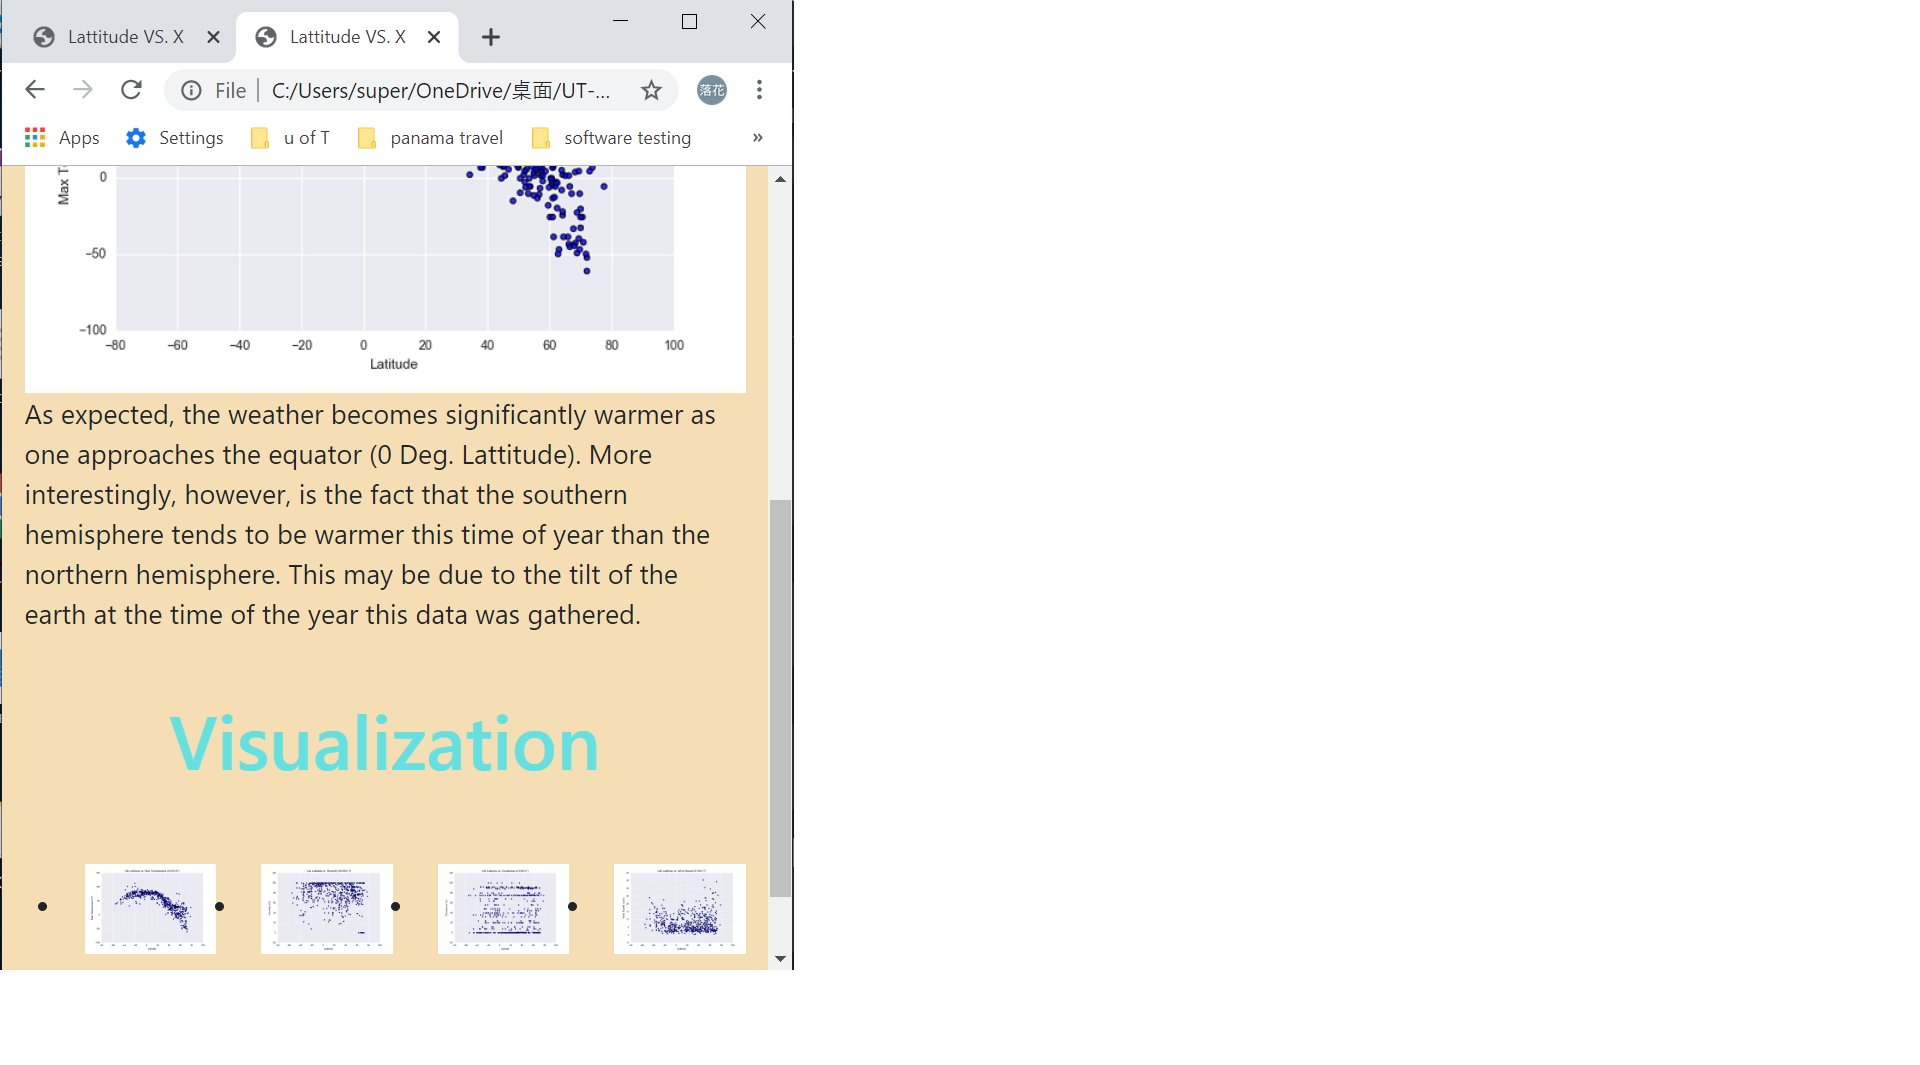 Lattitude VS. X
Lattitude VS. X
File
C:/Users/super/OneDrive/桌面/UT-...
落花
Apps
Settings
u of T
panama travel
software testing
»
0
−50
−100
−80 −60 −40 −20 0 20 40 60 80 100
Latitude
As expected, the weather becomes significantly warmer as
one approaches the equator (0 Deg. Lattitude). More
interestingly, however, is the fact that the southern
hemisphere tends to be warmer this time of year than the
northern hemisphere. This may be due to the tilt of the
earth at the time of the year this data was gathered.
Visualization